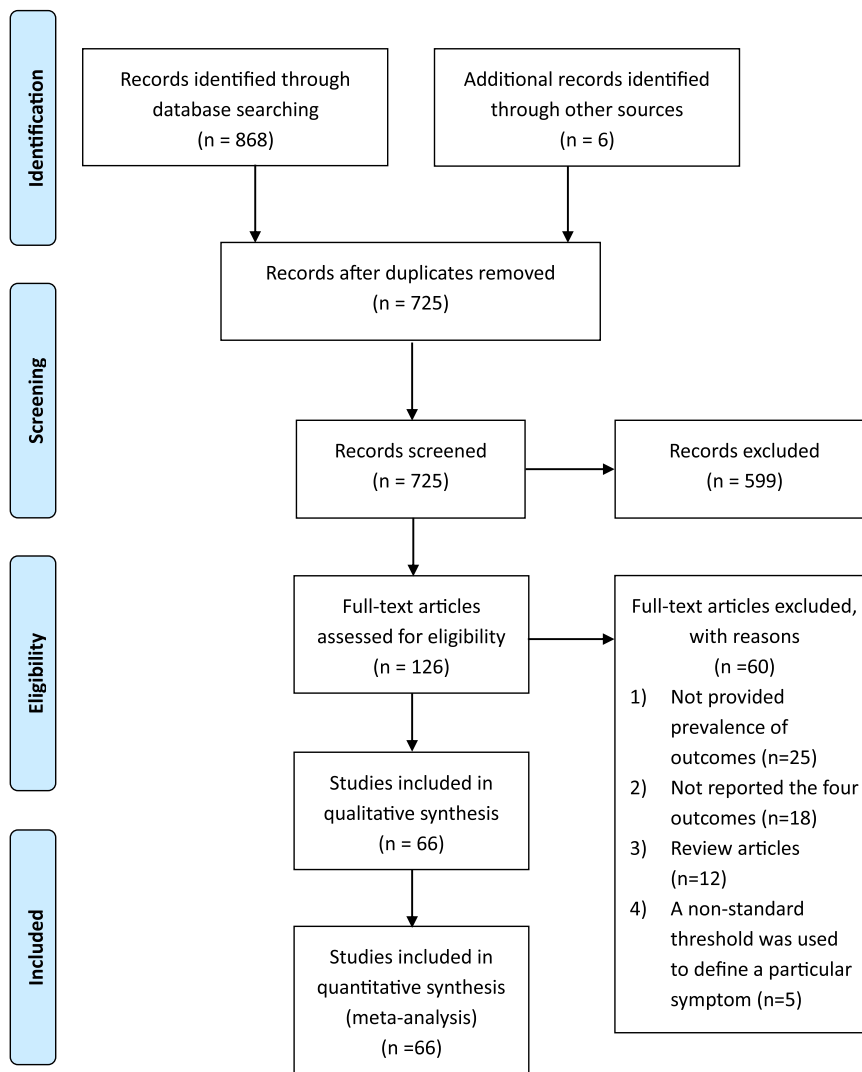 Identification
Records identified through
database searching
(n = 868)
Additional records identified
through other sources
(n = 6)
Records after duplicates removed
(n = 725)
Screening
Records screened
(n = 725)
Records excluded
(n = 599)
Eligibility
Full-text articles
assessed for eligibility
(n = 126)
Full-text articles excluded,
with reasons
(n =60)
1) Not provided
prevalence of
outcomes (n=25)
2) Not reported the four
outcomes (n=18)
3) Review articles
(n=12)
4) A non-standard
threshold was used
to define a particular
symptom (n=5)
Studies included in
qualitative synthesis
(n = 66)
Included
Studies included in
quantitative synthesis
(meta-analysis)
(n =66)